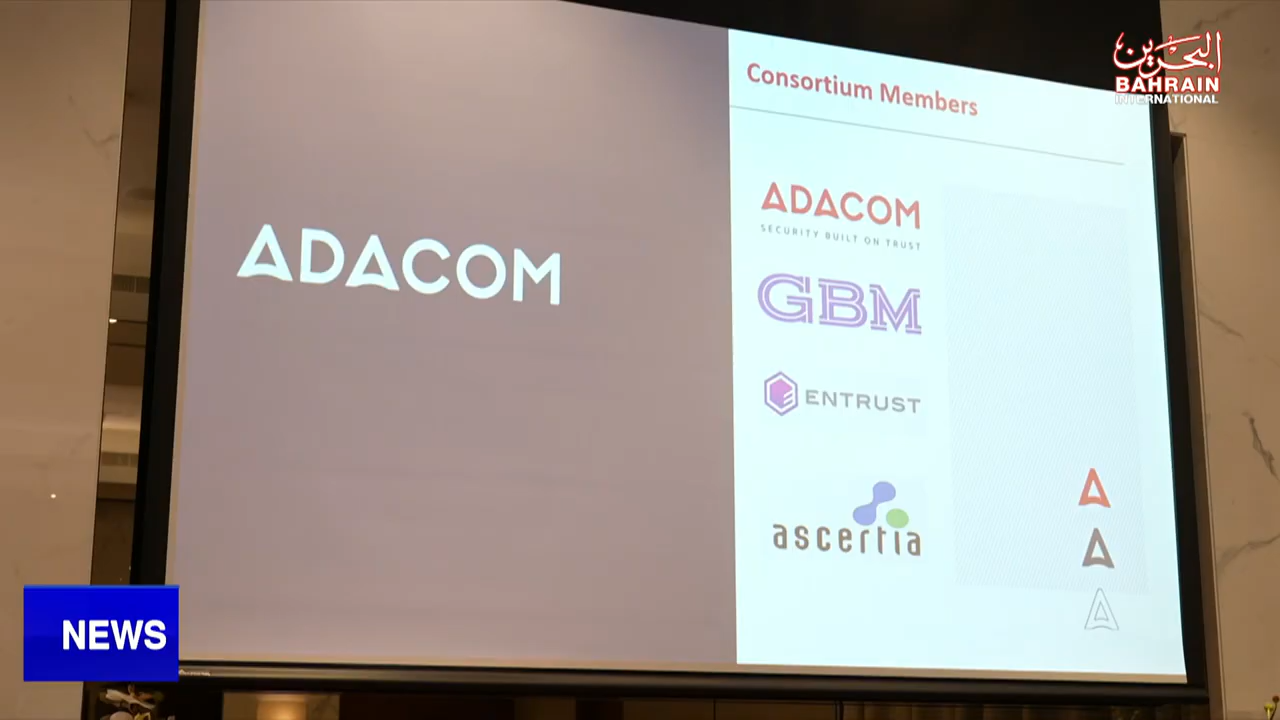 البحرين
BAHRAIN
INTERNATIONAL
Consortium Members
ADACOM
ADACOM
SECURITY BUILT ON TRUST
GBM
ENTRUST
ascertia
NEWS